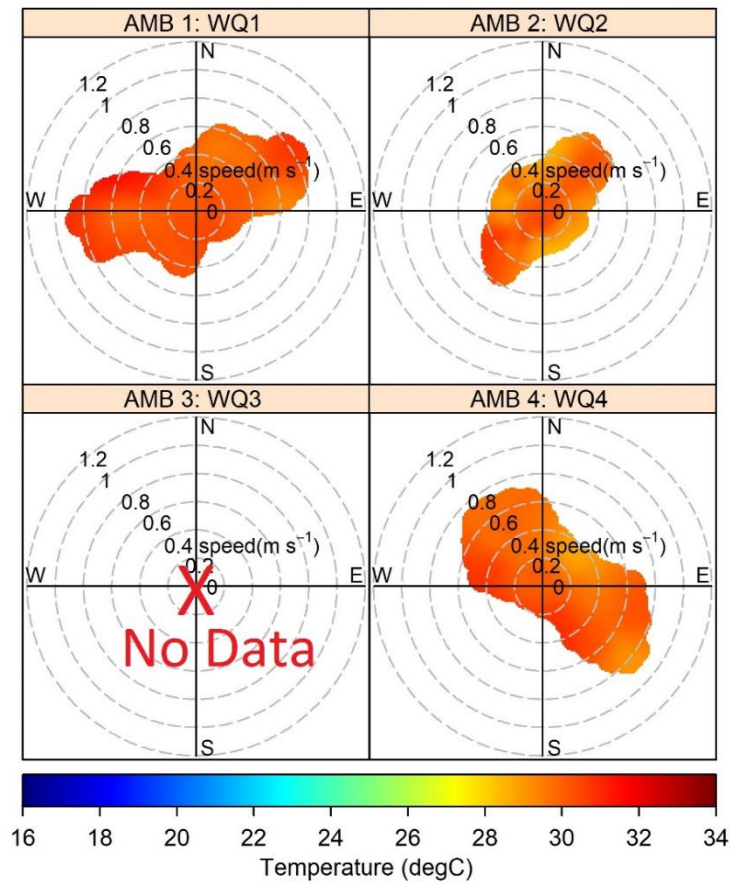 AMB 1: WQ1
AMB 2: WQ2
N
1.2
1
0.8
0.6
0.4 speed(m s⁻¹)
0.2
W
0
E
S
N
1.2
1
0.8
0.6
0.4 speed(m s⁻¹)
0.2
W
0
E
S
AMB 3: WQ3
AMB 4: WQ4
N
1.2
1
0.8
0.6
0.4 speed(m s⁻¹)
0.2
W
0
E
X
No Data
S
N
1.2
1
0.8
0.6
0.4 speed(m s⁻¹)
0.2
W
0
E
S
16 18 20 22 24 26 28 30 32 34
Temperature (degC)